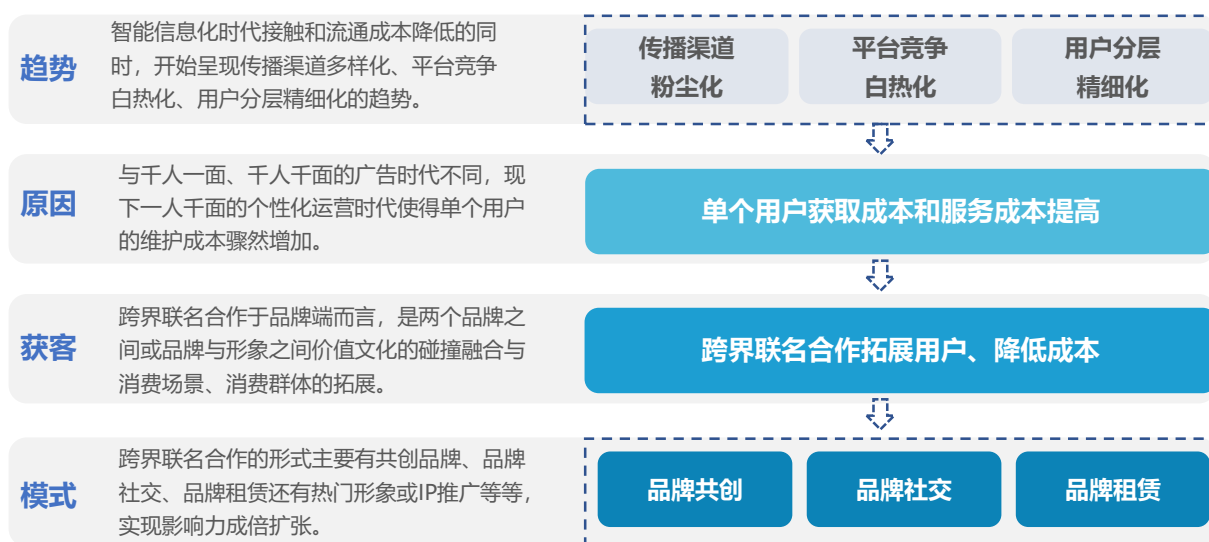 趋势
智能信息化时代接触和流通成本降低的同
时，开始呈现传播渠道多样化、平台竞争
白热化、用户分层精细化的趋势。
传播渠道
粉尘化
平台竞争
白热化
用户分层
精细化
原因
与千人一面、千人千面的广告时代不同，现
下一人千面的个性化运营时代使得单个用户
的维护成本骤然增加。
单个用户获取成本和服务成本提高
获客
跨界联名合作于品牌端而言，是两个品牌之
间或品牌与形象之间价值文化的碰撞融合与
消费场景、消费群体的拓展。
跨界联名合作拓展用户、降低成本
模式
跨界联名合作的形式主要有共创品牌、品牌
社交、品牌租赁还有热门形象或IP推广等等，
实现影响力成倍扩张。
品牌共创
品牌社交
品牌租赁